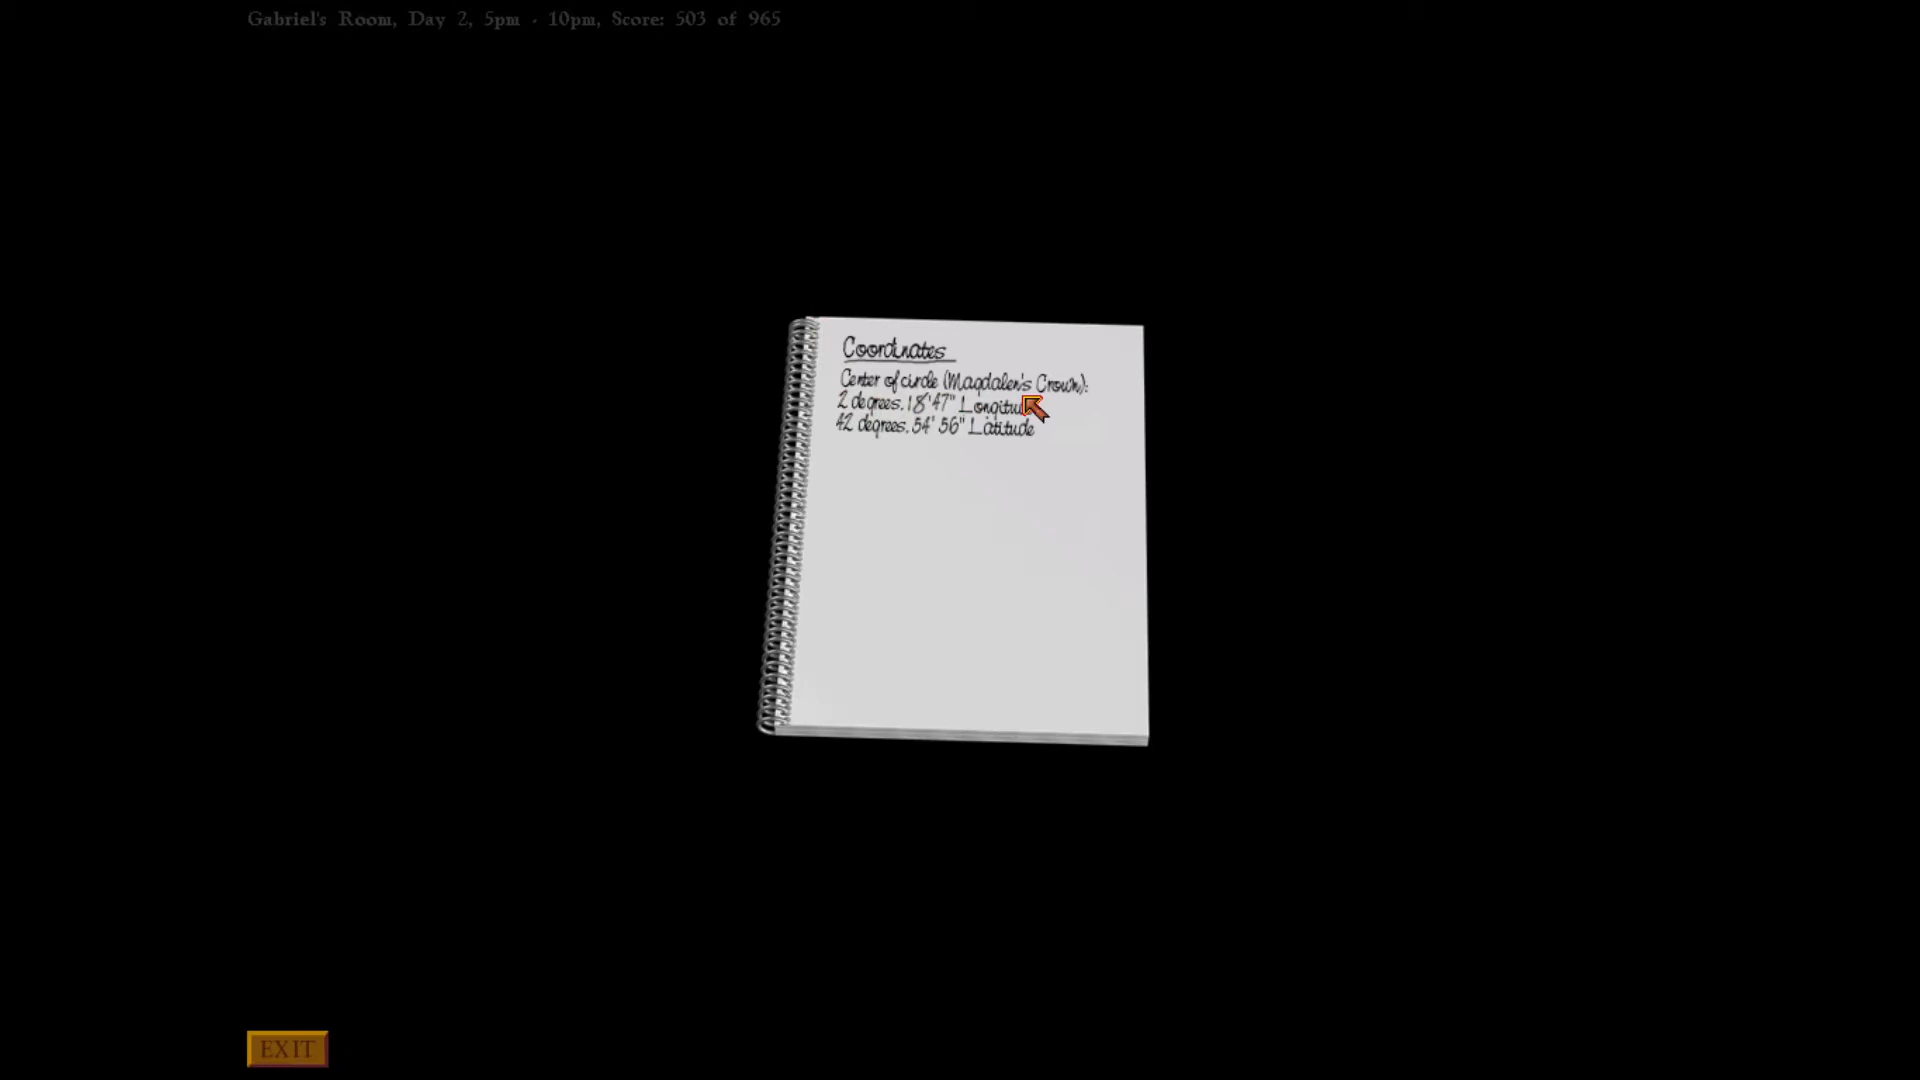 Gabriel's Room, Day 2, 5pm - 10pm, Score: 503 of 965
Coordinates
Center of circle (Magdalen's Crown):
2 degrees. 18' 47" Longitude
42 degrees. 54' 56" Latitude
EXIT